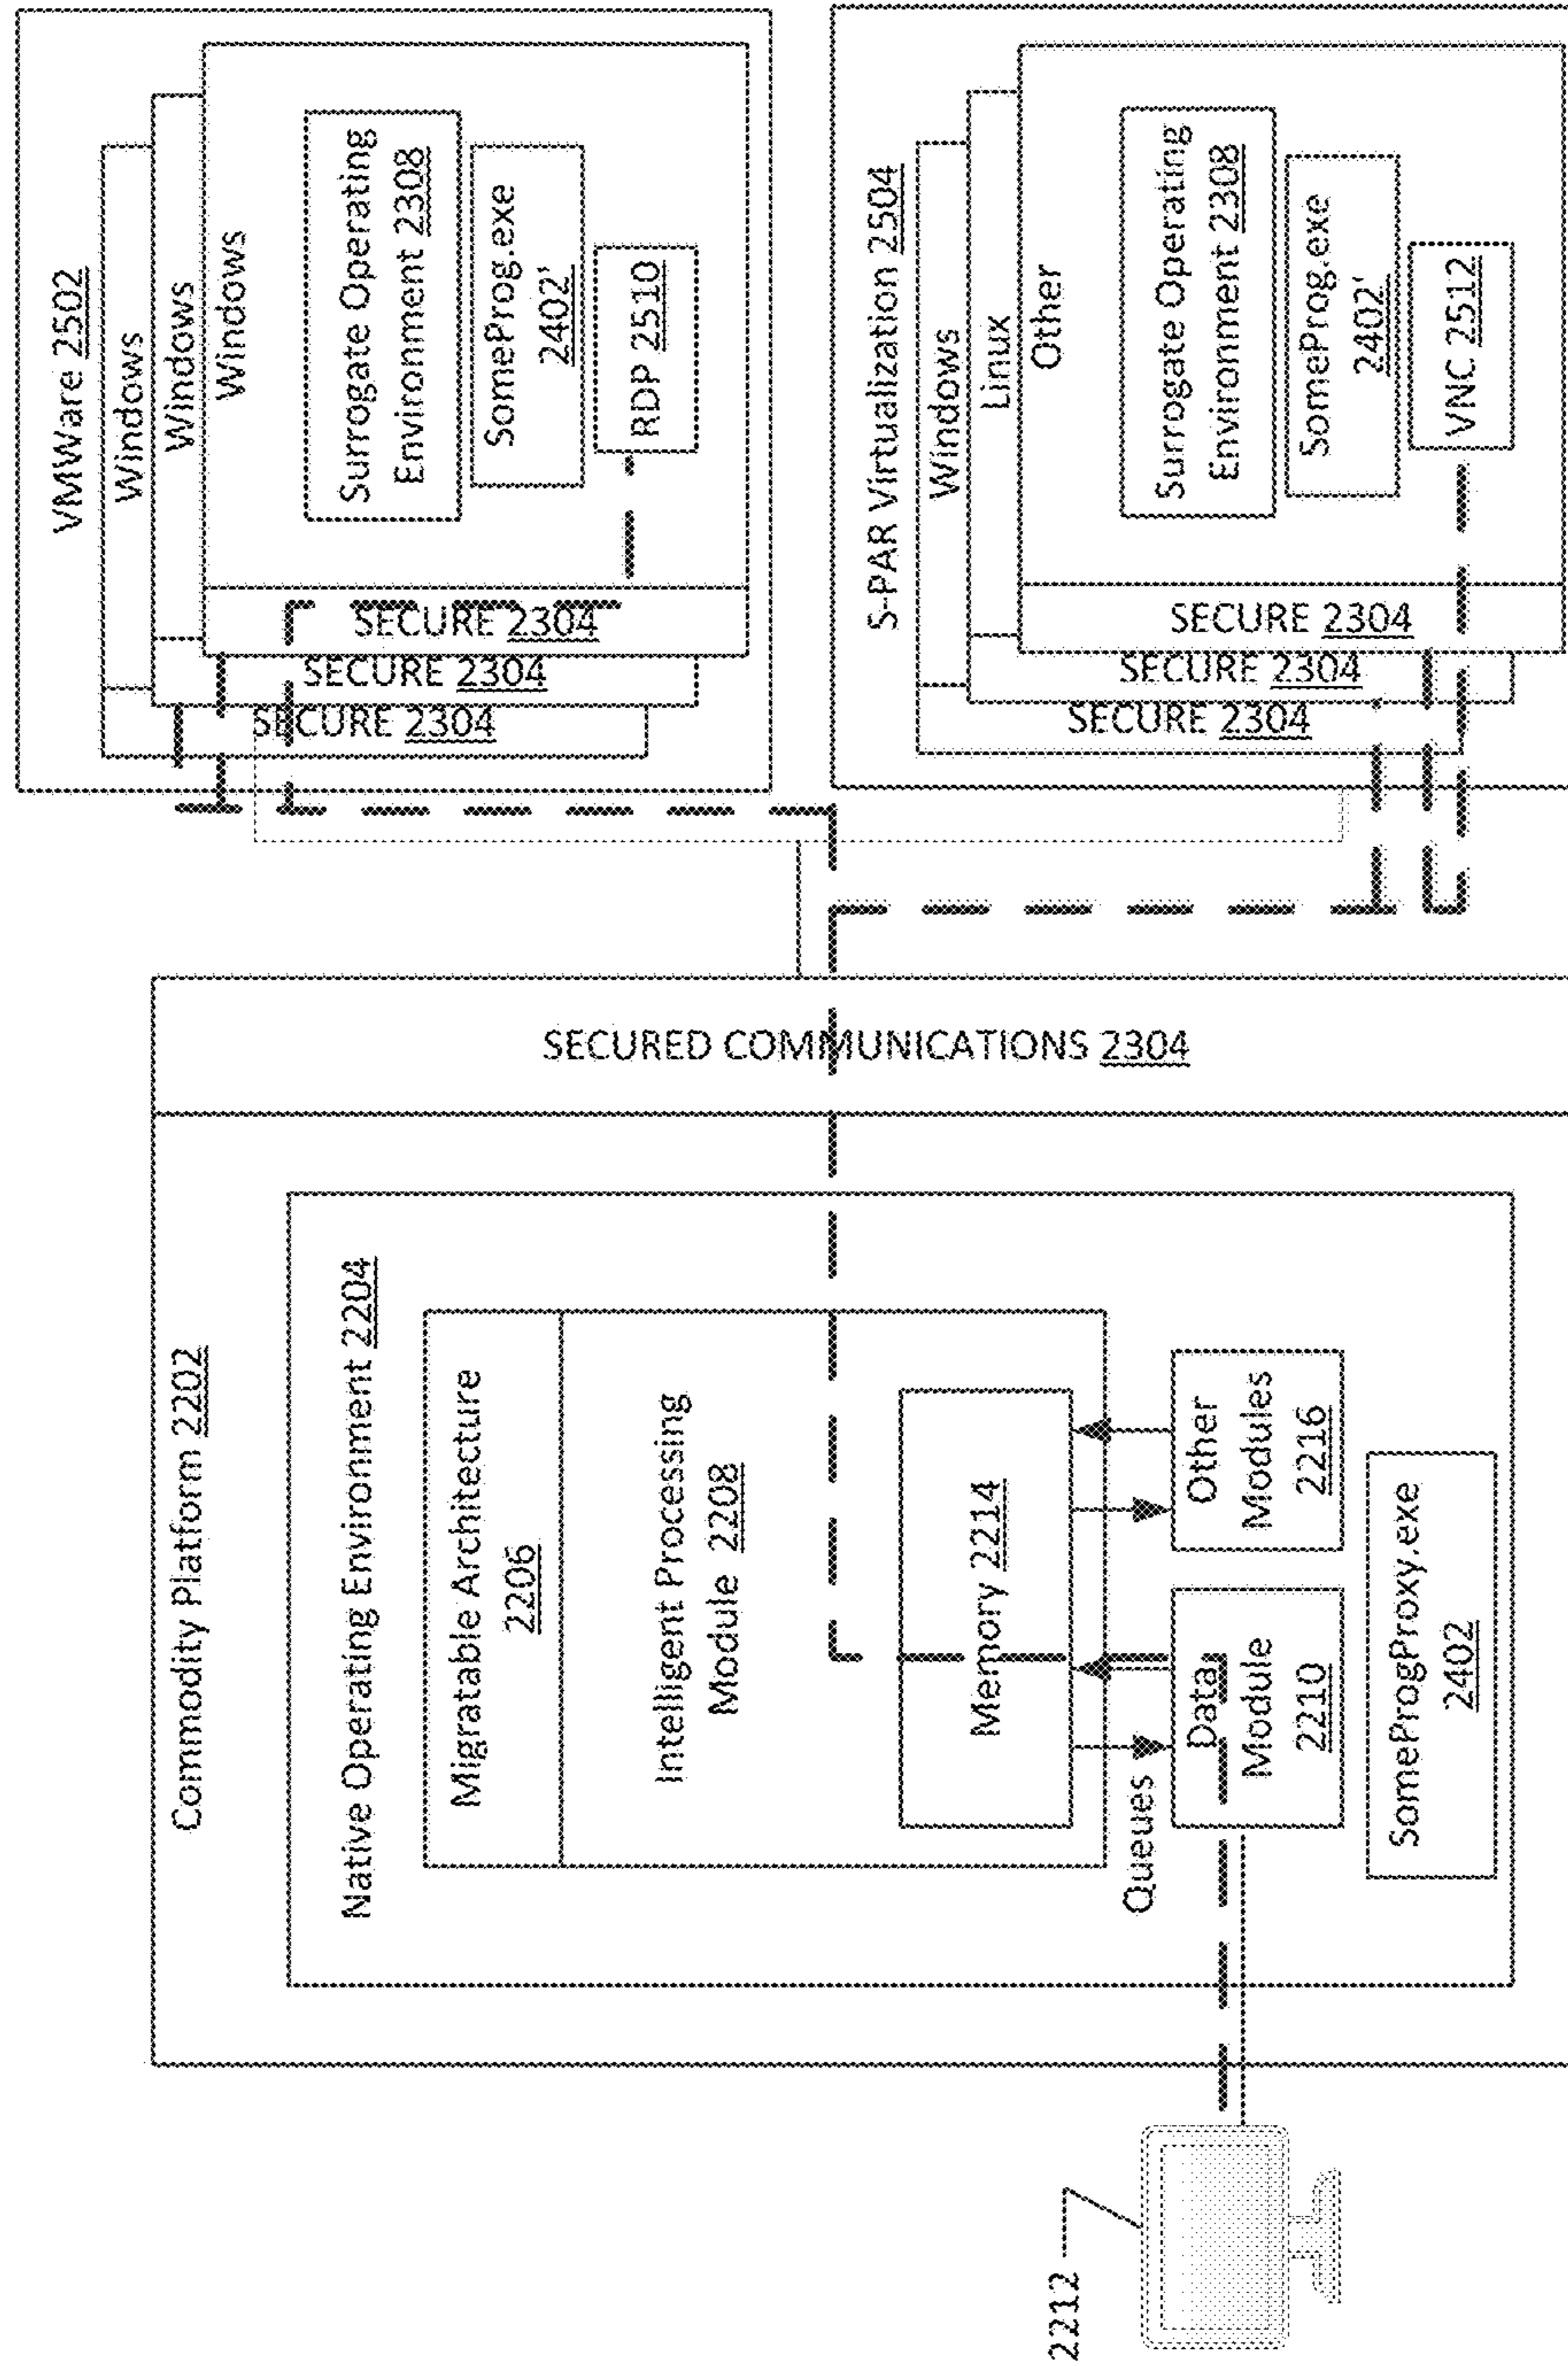 2212
Commodity Platform 2202
Native Operating Environment 2204
Migratable Architecture
2206
Intelligent Processing
Module 2208
Memory 2214
Queues
Data
Module
2210
Other
Modules
2216
SomeProgProxy.exe
2402
SECURED COMMUNICATIONS 2304
VMWare 2502
Windows
Windows
Windows
Surrogate Operating
Environment 2308
SomeProg.exe
2402'
RDP 2510
SECURE 2304
SECURE 2304
SECURE 2304
S-PAR Virtualization 2504
Windows
Linux
Other
Surrogate Operating
Environment 2308
SomeProg.exe
2402'
VNC 2512
SECURE 2304
SECURE 2304
SECURE 2304